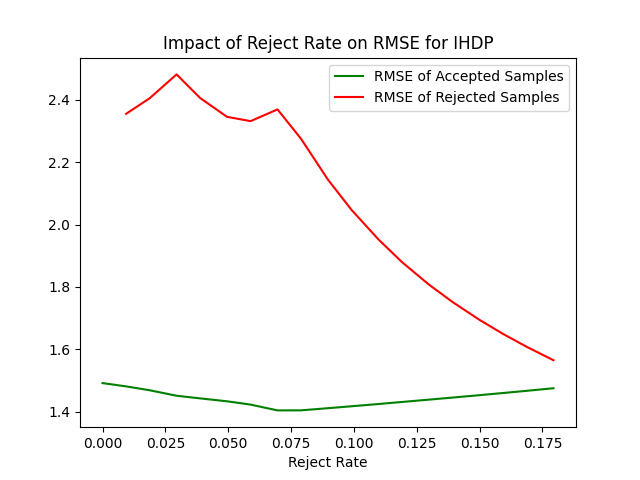 Impact of Reject Rate on RMSE for IHDP
RMSE of Accepted Samples
RMSE of Rejected Samples
2.4
2.2
2.0
1.8
1.6
1.4
0.000 0.025 0.050 0.075 0.100 0.125 0.150 0.175
Reject Rate